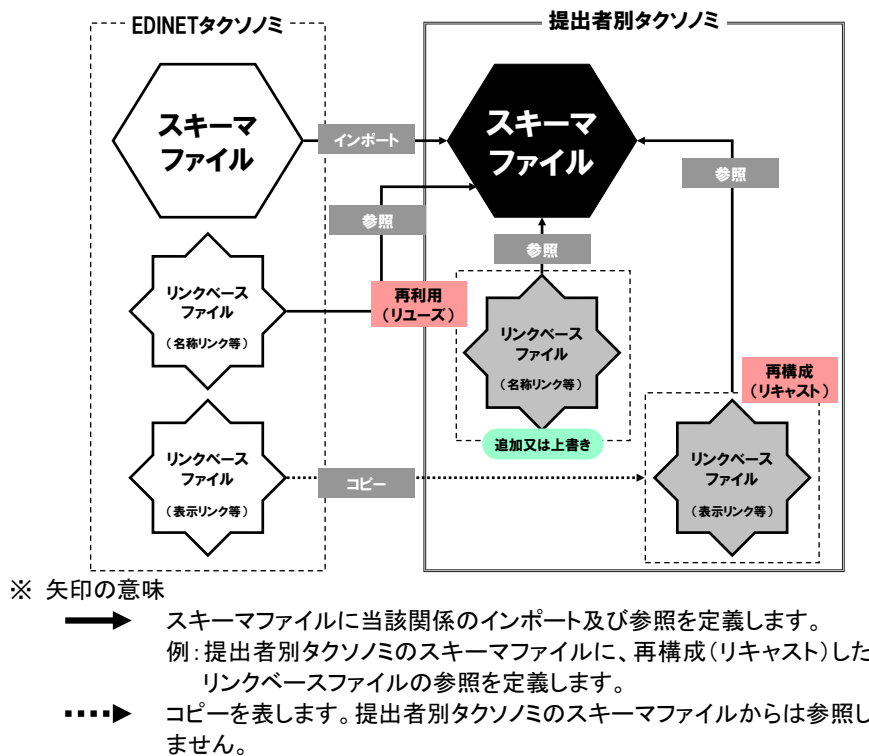 EDINETタクソノミ
提出者別タクソノミ
スキーマ
ファイル
インポート
スキーマ
ファイル
参照
参照
参照
リンクベース
ファイル
（名称リンク等）
再利用
（リユーズ）
リンクベース
ファイル
（名称リンク等）
追加又は上書き
再構成
（リキャスト）
リンクベース
ファイル
（表示リンク等）
コピー
リンクベース
ファイル
（表示リンク等）
※ 矢印の意味
スキーマファイルに当該関係のインポート及び参照を定義します。
例：提出者別タクソノミのスキーマファイルに、再構成（リキャスト）した
リンクベースファイルの参照を定義します。
コピーを表します。提出者別タクソノミのスキーマファイルからは参照し
ません。